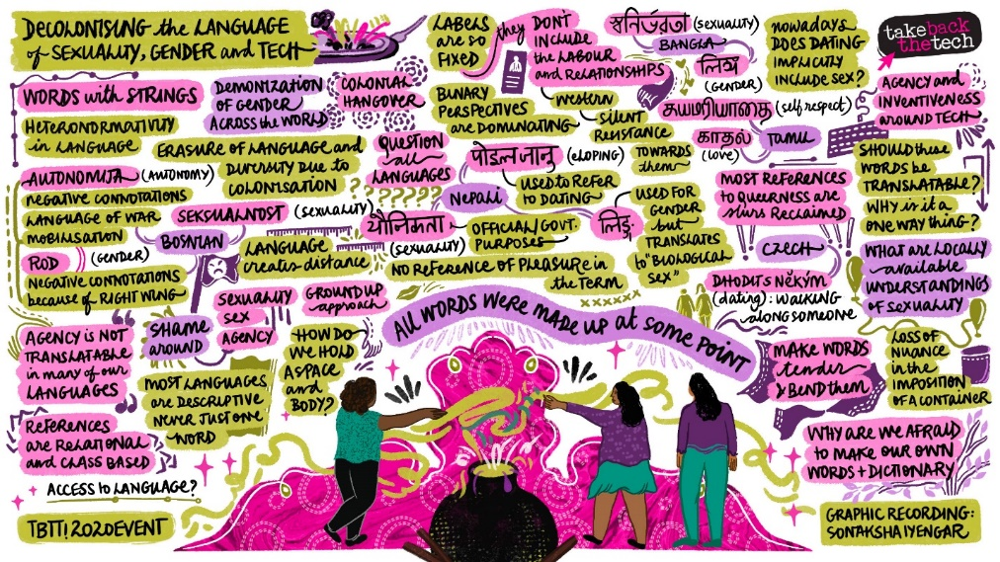 DECOLONISING the LANGUAGE
of SEXUALITY, GENDER and TECH
WORDS with STRINGS
DEMONIZATION
OF GENDER
ACROSS the WORLD
COLONIAL
HANGOVER
HETERONORMATIVITY
in LANGUAGE
ERASURE OF LANGUAGE AND
DIVERSITY DUE to
COLONISATION
QUESTION
all
LANGUAGES
? ? ? ? ? ? ?
AUTONOMIJA (AUTONOMY)
NEGATIVE CONNOTATIONS
LANGUAGE OF WAR
MOBILISATION
SEKSUALNOST (SEXUALITY)
BOSNIAN
ROD (GENDER)
NEGATIVE CONNOTATIONS
because of RIGHT WING
LANGUAGE
creates distance
LABELS
are so
FIXED
they DON'T
INCLUDE
the LABOUR
and RELATIONSHIPS
BINARY
PERSPECTIVES
are DOMINATING
western
SILENT
RESISTANCE
TOWARDS
them
(sexuality)
BANGLA
লিঙ্গ
(GENDER)
சுயமரியாதை (self respect)
காதல்
(love)
TAMIL
NOWADAYS
DOES DATING
IMPLICITLY
INCLUDE SEX?
takeback
thetech
AGENCY and
INVENTIVENESS
around TECH
पोइल जानु (eloping)
USED to REFER
to DATING
Nepali
(sexuality)
OFFICIAL/GOVT.
PURPOSES
NO REFERENCE OF PLEASURE in
the TERM
USED FOR
GENDER
but
TRANSLATES
to "BIOLOGICAL
SEX"
MOST REFERENCES
to QUEERNESS are
slurs RECLAIMED
CZECH
DHODIT S NĚKÝM
(dating): WALKING
along SOMEONE
SHOULD these
WORDS be
TRANSLATABLE?
WHY is it a
ONE WAY thing?
WHAT are LOCALLY
available
UNDERSTANDINGS
OF SEXUALITY
SEXUALITY
SEX
AGENCY
GROUND UP
approach
AGENCY is NOT
TRANSLATABLE
in many of our
LANGUAGES
SHAME
around
MOST LANGUAGES
are DESCRIPTIVE
NEVER JUST ONE
WORD
HOW DO
WE HOLD
A SPACE
and
BODY?
ALL WORDS WERE MADE UP at SOME POINT
MAKE WORDS
tender
& BEND them
LOSS OF
NUANCE
in the
IMPOSITION
OF A CONTAINER
REFERENCES
are RELATIONAL
and CLASS BASED
+ ACCESS to LANGUAGE?
WHY ARE WE AFRAID
to MAKE OUR OWN
WORDS + DICTIONARY
TBTT! 2020 EVENT
GRAPHIC RECORDING:
SONAKSHA IYENGAR